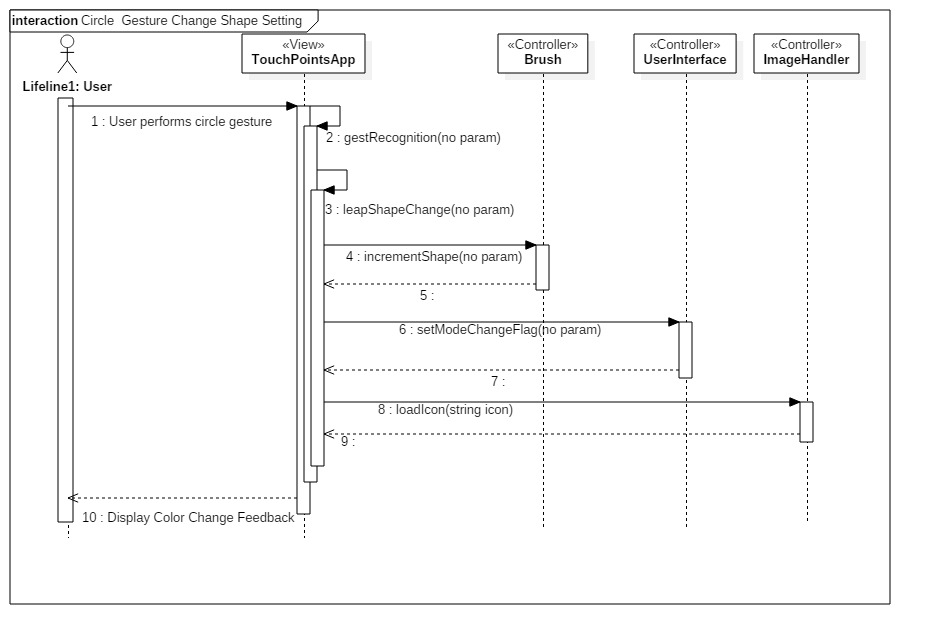 interaction Circle  Gesture Change Shape Setting
«View»
TouchPointsApp
«Controller»
Brush
«Controller»
UserInterface
«Controller»
ImageHandler
Lifeline1: User
1 : User performs circle gesture
2 : gestRecognition(no param)
3 : leapShapeChange(no param)
4 : incrementShape(no param)
5 :
6 : setModeChangeFlag(no param)
7 :
8 : loadIcon(string icon)
9 :
10 : Display Color Change Feedback